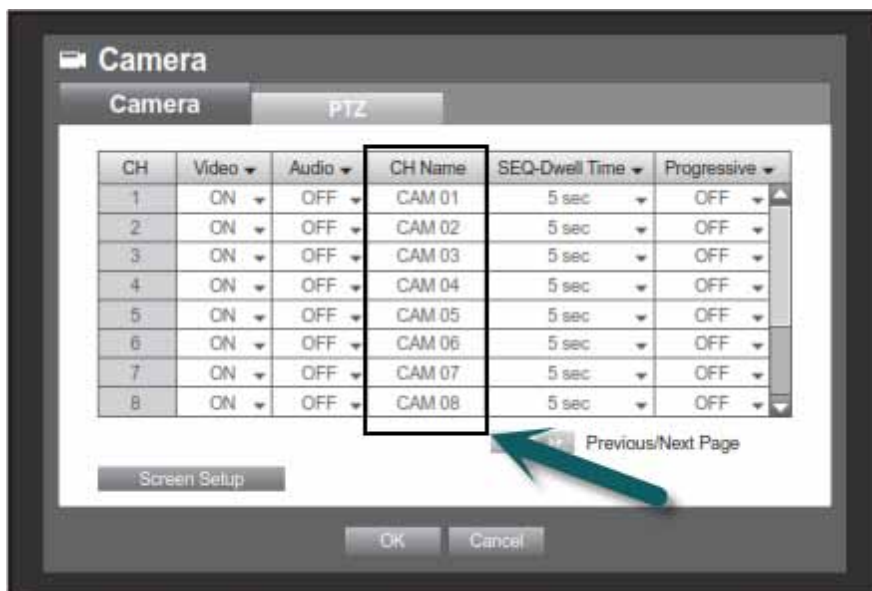 Camera
Camera PTZ
CH Video Audio CH Name SEQ-Dwell Time Progressive
1 ON OFF CAM 01 5 sec OFF
2 ON OFF CAM 02 5 sec OFF
3 ON OFF CAM 03 5 sec OFF
4 ON OFF CAM 04 5 sec OFF
5 ON OFF CAM 05 5 sec OFF
6 ON OFF CAM 06 5 sec OFF
7 ON OFF CAM 07 5 sec OFF
8 ON OFF CAM 08 5 sec OFF
Previous/Next Page
Screen Setup
OK Cancel